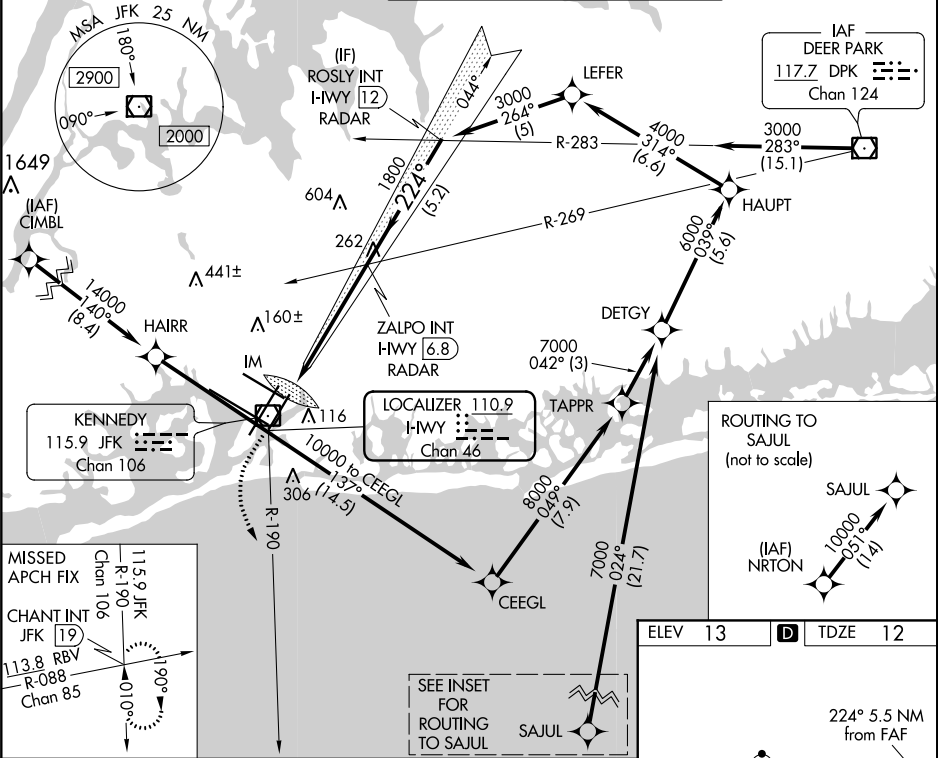 MSA JFK 25 NM
180°
2900
090°
2000
1649
(IAF)
CIMBL
14000
140°
(8.4)
HAIRR
441±
604
160±
262
IM
(IF)
ROSLY INT
I-IWY 12
RADAR
044°
1800
224°
(5.2)
LEFER
3000
264°
(5)
R-283
4000
314°
(6.6)
3000
283°
(15.1)
IAF
DEER PARK
117.7 DPK
Chan 124
HAUPT
R-269
6000
039°
(5.6)
DETGY
7000
042° (3)
TAPPR
ZALPO INT
I-IWY 6.8
RADAR
KENNEDY
115.9 JFK
Chan 106
116
LOCALIZER 110.9
I-IWY
Chan 46
306
10000 to CEEGL
137°
(14.5)
R-190
8000
049°
(7.9)
CEEGL
7000
024°
(21.7)
ROUTING TO
SAJUL
(not to scale)
SAJUL
10000
051°
(14)
(IAF)
NRTON
MISSED
APCH FIX
115.9 JFK
R-190
Chan 106
CHANT INT
JFK 19
113.8 RBV
R-088
Chan 85
190°
010°
SEE INSET
FOR
ROUTING
TO SAJUL
SAJUL
ELEV 13 D TDZE 12
224° 5.5 NM
from FAF